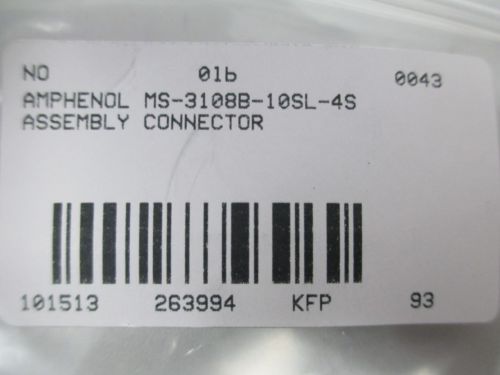 NO 01b 0043
AMPHENOL MS-3108B-10SL-4S
ASSEMBLY CONNECTOR
101513 263994 KFP 93